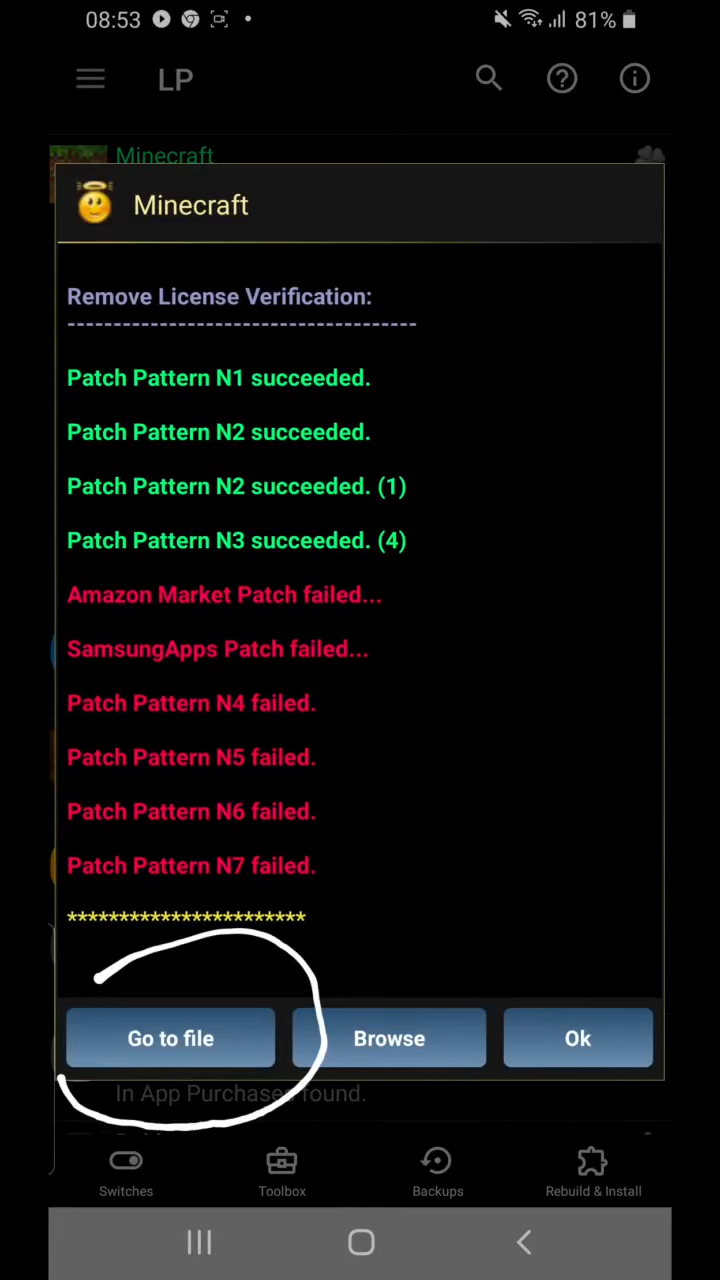 08:53
81%
LP
Minecraft
Minecraft
Remove License Verification:
--------------------------------------
Patch Pattern N1 succeeded.
Patch Pattern N2 succeeded.
Patch Pattern N2 succeeded. (1)
Patch Pattern N3 succeeded. (4)
Amazon Market Patch failed...
SamsungApps Patch failed...
Patch Pattern N4 failed.
Patch Pattern N5 failed.
Patch Pattern N6 failed.
Patch Pattern N7 failed.
***********************
Go to file
Browse
Ok
In App Purchases found.
Switches
Toolbox
Backups
Rebuild & Install